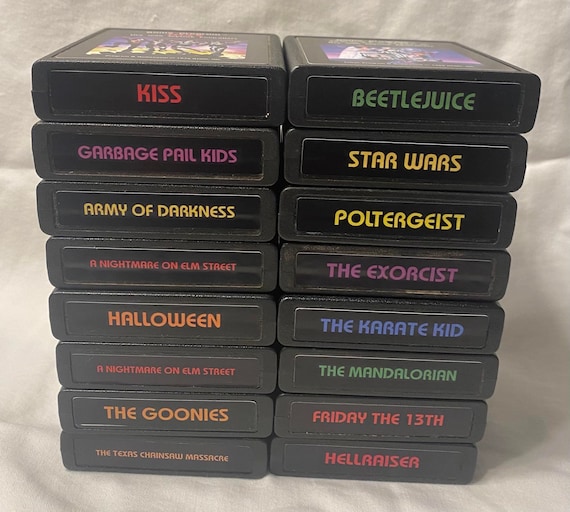 KISS
GARBAGE PAIL KIDS
ARMY OF DARKNESS
A NIGHTMARE ON ELM STREET
HALLOWEEN
A NIGHTMARE ON ELM STREET
THE GOONIES
THE TEXAS CHAINSAW MASSACRE
BEETLEJUICE
STAR WARS
POLTERGEIST
THE EXORCIST
THE KARATE KID
THE MANDALORIAN
FRIDAY THE 13TH
HELLRAISER